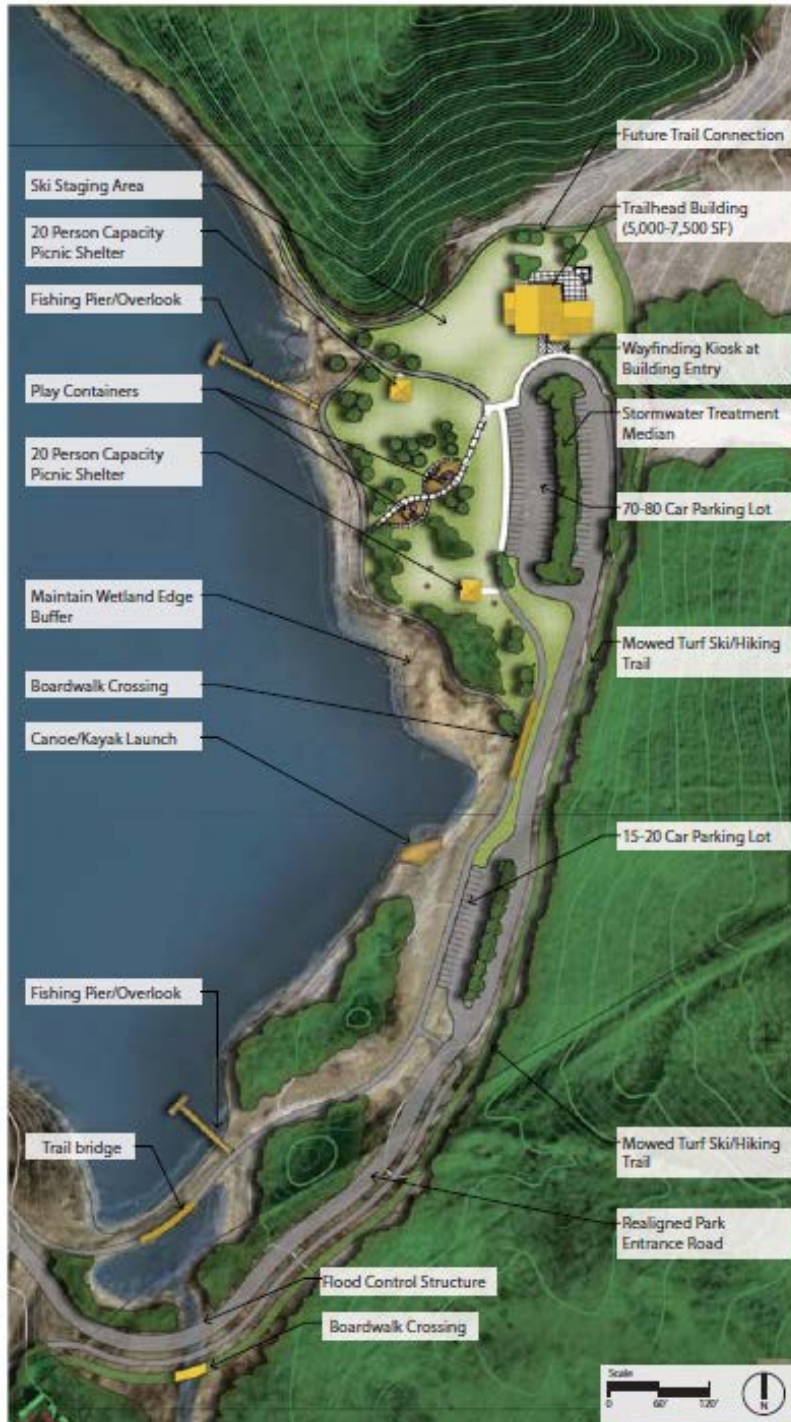 Future Trail Connection
Ski Staging Area
Trailhead Building
(5,000-7,500 SF)
20 Person Capacity
Picnic Shelter
Fishing Pier/Overlook
Wayfinding Kiosk at
Building Entry
Play Containers
Stormwater Treatment
Median
20 Person Capacity
Picnic Shelter
70-80 Car Parking Lot
Maintain Wetland Edge
Buffer
Mowed Turf Ski/Hiking
Trail
Boardwalk Crossing
Canoe/Kayak Launch
15-20 Car Parking Lot
Fishing Pier/Overlook
Trail bridge
Mowed Turf Ski/Hiking
Trail
Realigned Park
Entrance Road
Flood Control Structure
Boardwalk Crossing
Scale
0 60' 120'
N